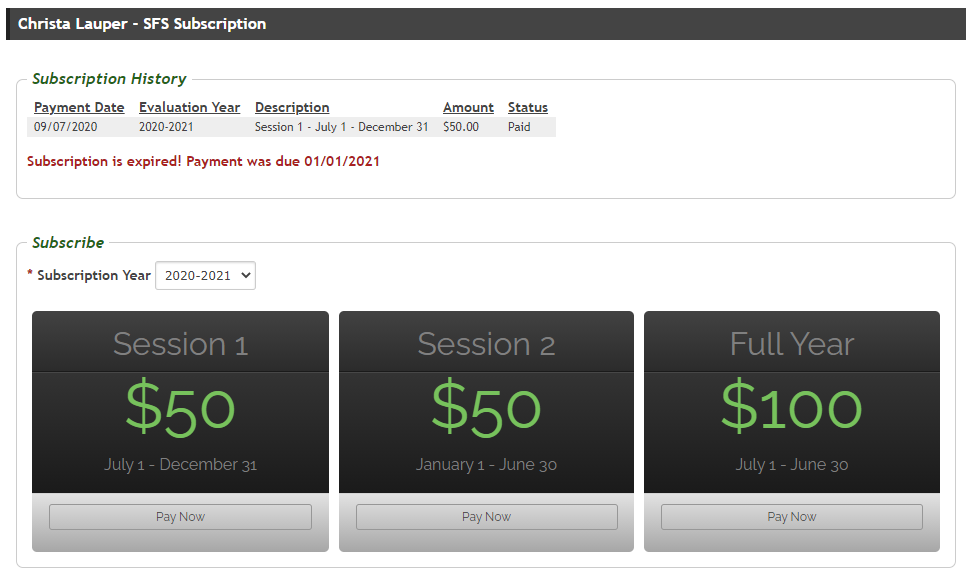 Christa Lauper - SFS Subscription
Subscription History
Payment Date Evaluation Year Description Amount Status
09/07/2020 2020-2021 Session 1 - July 1 - December 31 $50.00 Paid
Subscription is expired! Payment was due 01/01/2021
Subscribe
* Subscription Year 2020-2021
Session 1
$50
July 1 - December 31
Pay Now
Session 2
$50
January 1 - June 30
Pay Now
Full Year
$100
July 1 - June 30
Pay Now